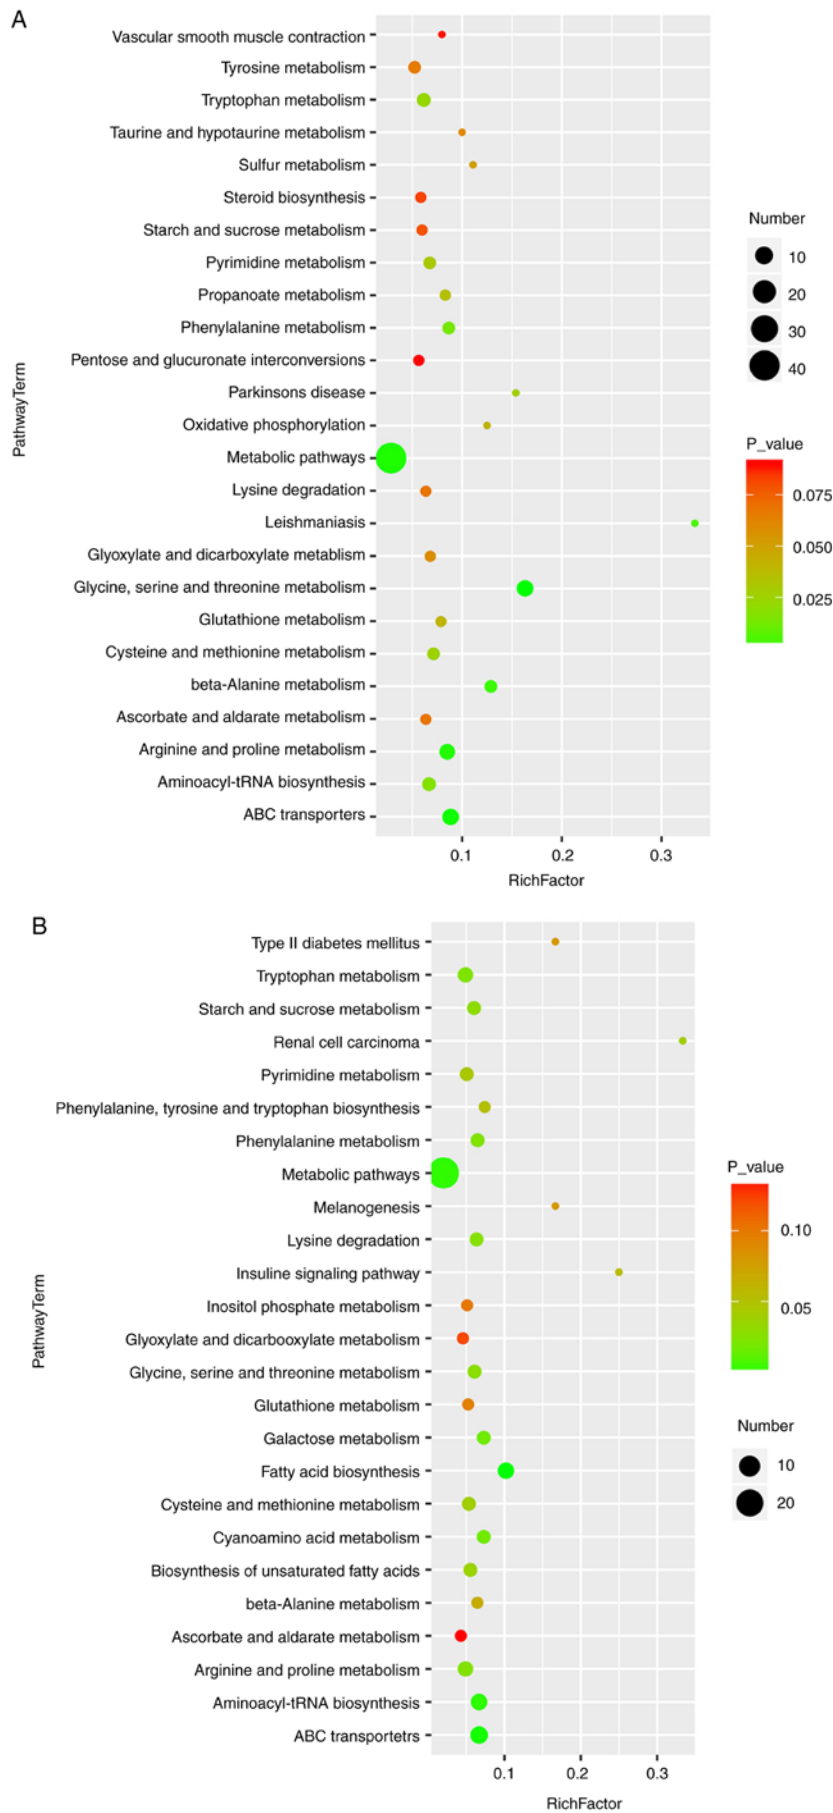 A
Vascular smooth muscle contraction
Tyrosine metabolism
Tryptophan metabolism
Taurine and hypotaurine metabolism
Sulfur metabolism
Steroid biosynthesis
Starch and sucrose metabolism
Pyrimidine metabolism
Propanoate metabolism
Phenylalanine metabolism
Pentose and glucuronate interconversions
Parkinsons disease
Oxidative phosphorylation
Metabolic pathways
Lysine degradation
Leishmaniasis
Glyoxylate and dicarboxylate metablism
Glycine, serine and threonine metabolism
Glutathione metabolism
Cysteine and methionine metabolism
beta-Alanine metabolism
Ascorbate and aldarate metabolism
Arginine and proline metabolism
Aminoacyl-tRNA biosynthesis
ABC transporters
PathwayTerm
0.1 0.2 0.3
RichFactor
Number
10
20
30
40
P_value
0.075
0.050
0.025
B
Type II diabetes mellitus
Tryptophan metabolism
Starch and sucrose metabolism
Renal cell carcinoma
Pyrimidine metabolism
Phenylalanine, tyrosine and tryptophan biosynthesis
Phenylalanine metabolism
Metabolic pathways
Melanogenesis
Lysine degradation
Insuline signaling pathway
Inositol phosphate metabolism
Glyoxylate and dicarbooxylate metabolism
Glycine, serine and threonine metabolism
Glutathione metabolism
Galactose metabolism
Fatty acid biosynthesis
Cysteine and methionine metabolism
Cyanoamino acid metabolism
Biosynthesis of unsaturated fatty acids
beta-Alanine metabolism
Ascorbate and aldarate metabolism
Arginine and proline metabolism
Aminoacyl-tRNA biosynthesis
ABC transportetrs
PathwayTerm
0.1 0.2 0.3
RichFactor
P_value
0.10
0.05
Number
10
20